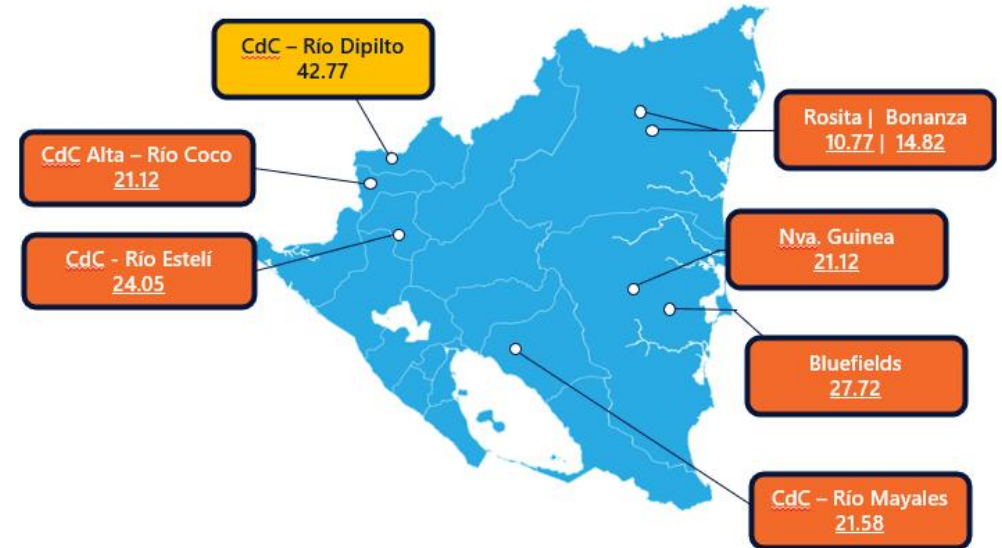 CdC – Río Dipilto
42.77
CdC Alta – Río Coco
21.12
CdC - Río Estelí
24.05
Rosita | Bonanza
10.77 | 14.82
Nva. Guinea
21.12
Bluefields
27.72
CdC – Río Mayales
21.58